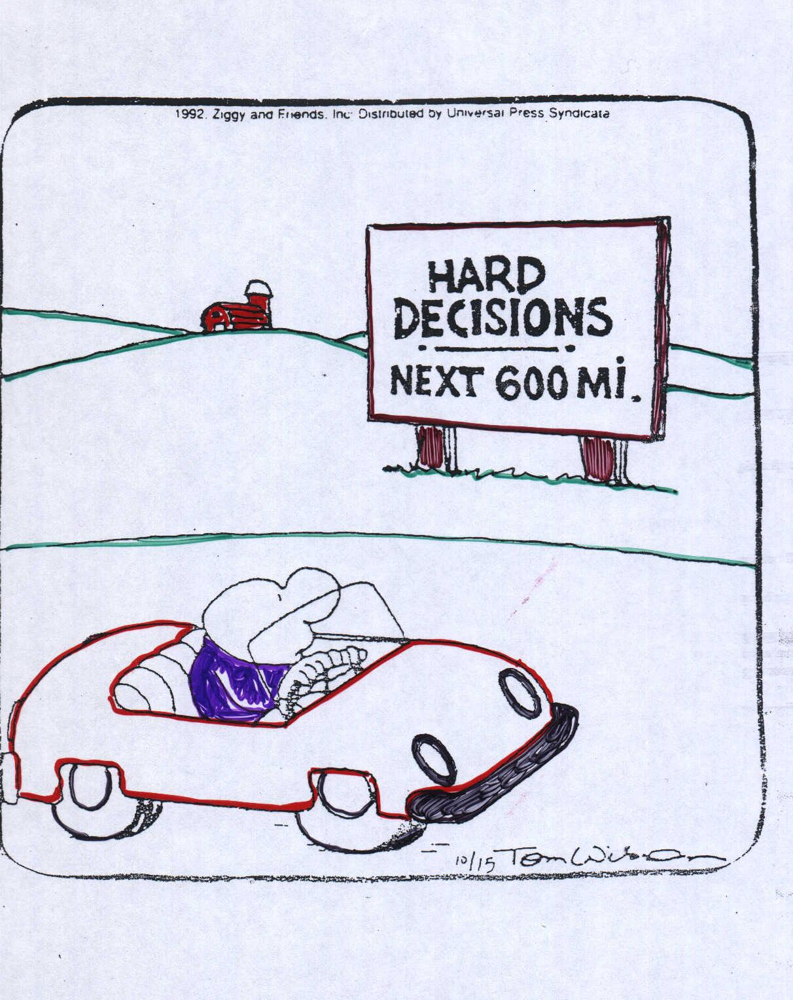 1992. Ziggy and Friends. Inc. Distributed by Universal Press Syndicate
HARD
DECISIONS
NEXT 600 Mi.
10/15 Tom Wilson